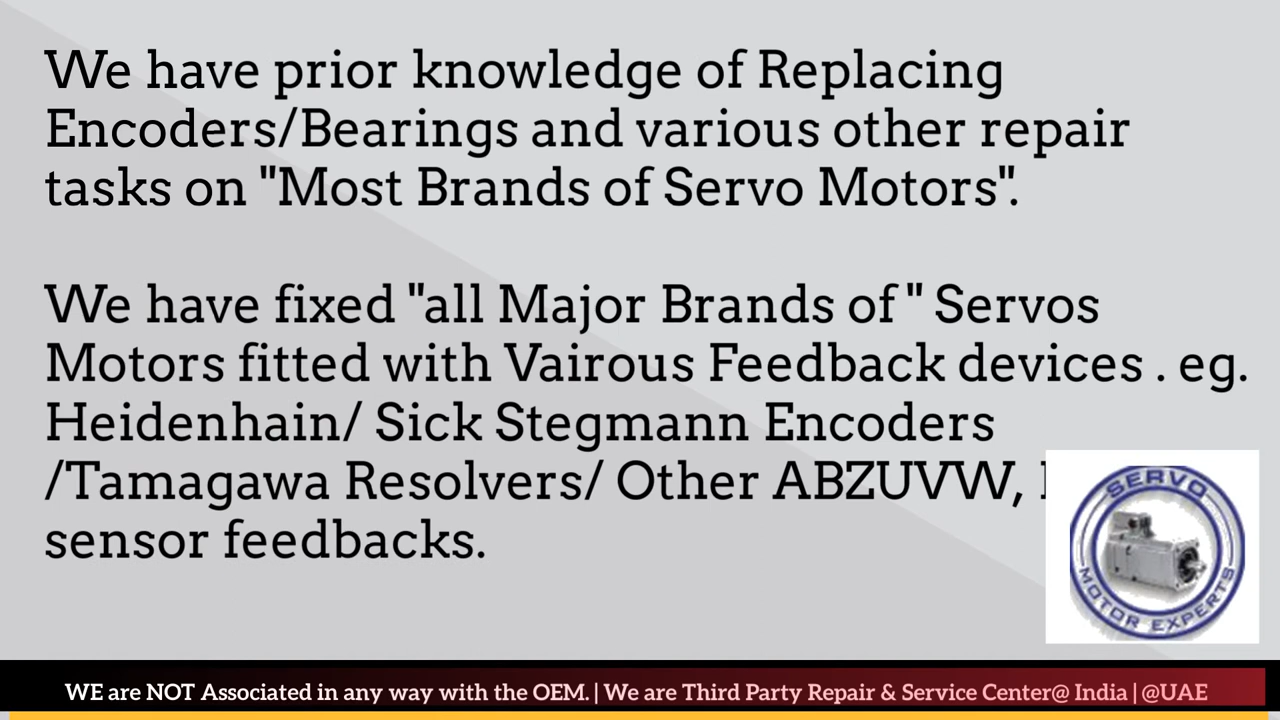 We have prior knowledge of Replacing
Encoders/Bearings and various other repair
tasks on "Most Brands of Servo Motors".
We have fixed "all Major Brands of " Servos
Motors fitted with Vairous Feedback devices . eg.
Heidenhain/ Sick Stegmann Encoders
/Tamagawa Resolvers/ Other ABZUVW,
sensor feedbacks.
SERVO
MOTOR EXPERTS
WE are NOT Associated in any way with the OEM. | We are Third Party Repair & Service Center@ India | @UAE